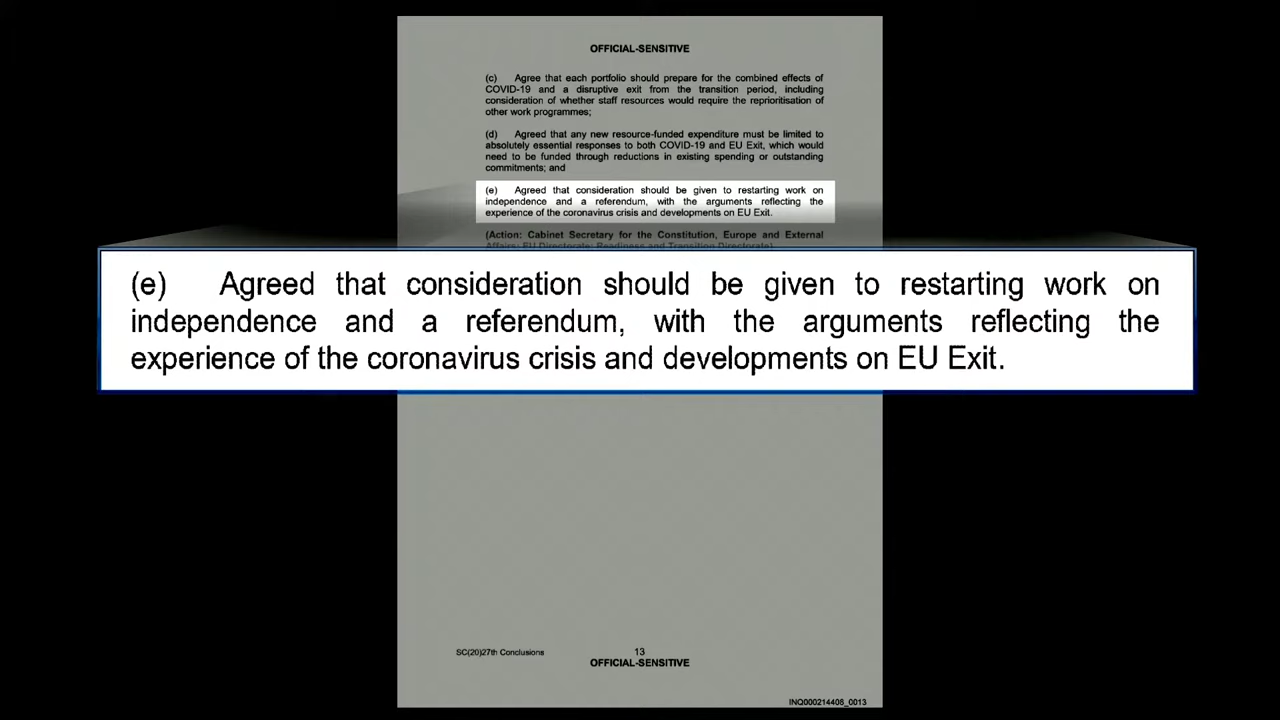 OFFICIAL-SENSITIVE
(c) Agree that each portfolio should prepare for the combined effects of
COVID-19 and a disruptive exit from the transition period, including
consideration of whether staff resources would require the reprioritisation of
other work programmes;
(d) Agreed that any new resource-funded expenditure must be limited to
absolutely essential responses to both COVID-19 and EU Exit, which would
need to be funded through reductions in existing spending or outstanding
commitments; and
(e) Agreed that consideration should be given to restarting work on
independence and a referendum, with the arguments reflecting the
experience of the coronavirus crisis and developments on EU Exit.
(Action: Cabinet Secretary for the Constitution, Europe and External
Affairs; EU Directorate; Readiness and Transition Directorate)
(e) Agreed that consideration should be given to restarting work on
independence and a referendum, with the arguments reflecting the
experience of the coronavirus crisis and developments on EU Exit.
SC(20)27th Conclusions
13
OFFICIAL-SENSITIVE
INQ000214408_0013